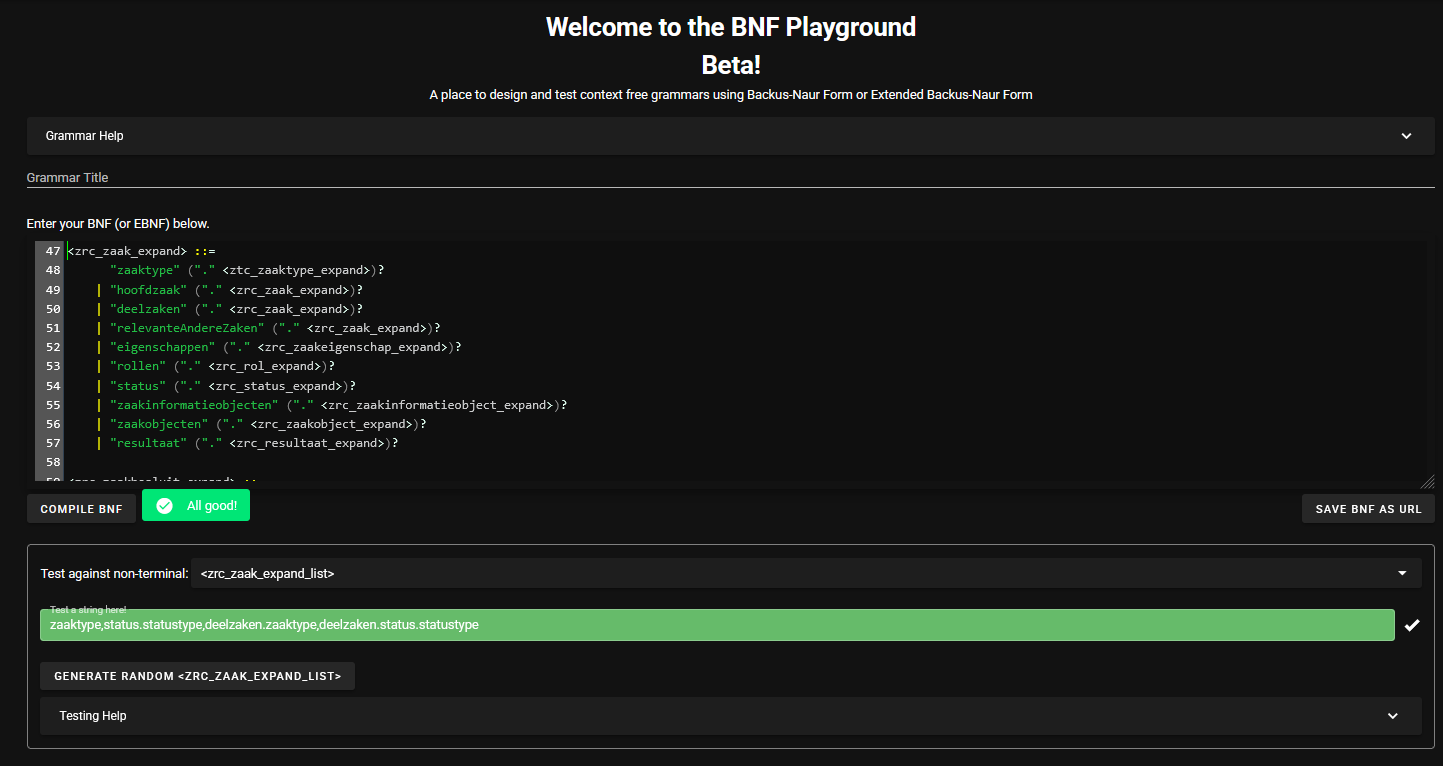 Welcome to the BNF Playground
Beta!
A place to design and test context free grammars using Backus-Naur Form or Extended Backus-Naur Form
Grammar Help
Grammar Title
Enter your BNF (or EBNF) below.
47 <zrc_zaak_expand> ::=
48 "zaaktype" ("." <ztc_zaaktype_expand>)?
49 | "hoofdzaak" ("." <zrc_zaak_expand>)?
50 | "deelzaken" ("." <zrc_zaak_expand>)?
51 | "relevanteAndereZaken" ("." <zrc_zaak_expand>)?
52 | "eigenschappen" ("." <zrc_zaakeigenschap_expand>)?
53 | "rollen" ("." <zrc_rol_expand>)?
54 | "status" ("." <zrc_status_expand>)?
55 | "zaakinformatieobjecten" ("." <zrc_zaakinformatieobject_expand>)?
56 | "zaakobjecten" ("." <zrc_zaakobject_expand>)?
57 | "resultaat" ("." <zrc_resultaat_expand>)?
58
COMPILE BNF
All good!
SAVE BNF AS URL
Test against non-terminal: <zrc_zaak_expand_list>
Test a string here!
zaaktype,status.statustype,deelzaken.zaaktype,deelzaken.status.statustype
GENERATE RANDOM <ZRC_ZAAK_EXPAND_LIST>
Testing Help